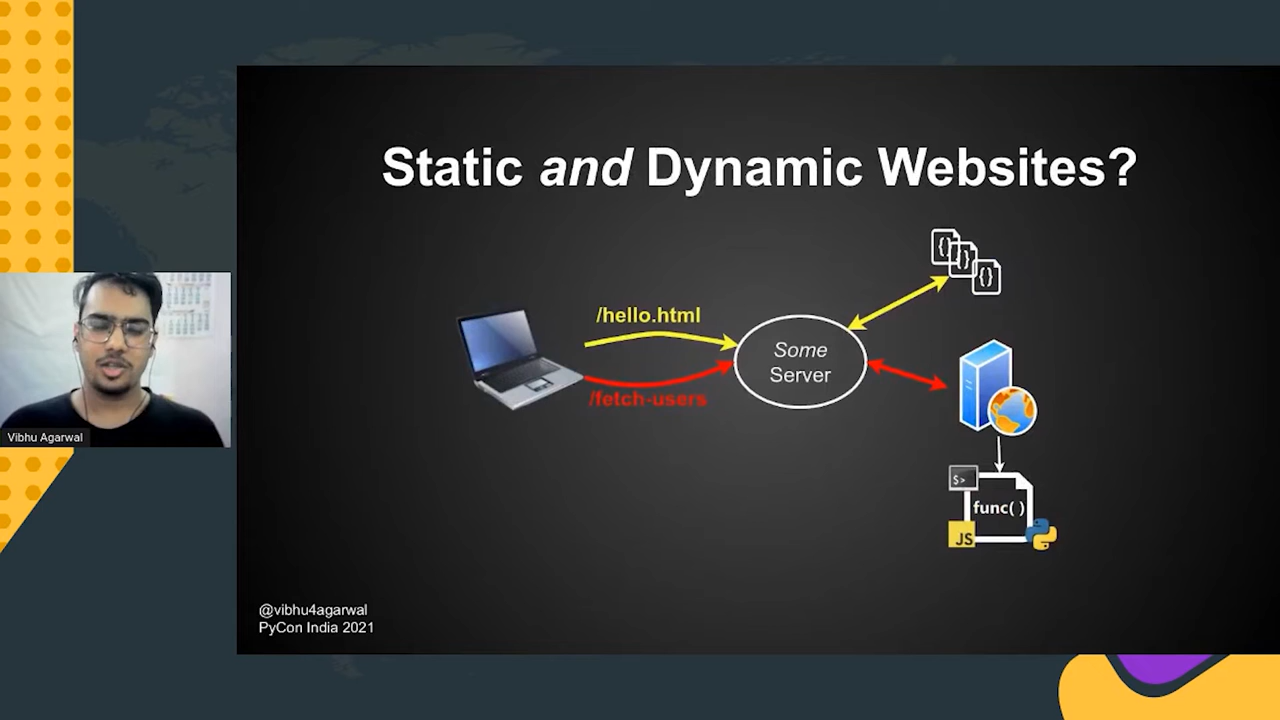 Static and Dynamic Websites?
/hello.html
/fetch-users
Some
Server
{}
{}
{}
$>
func( )
JS
Vibhu Agarwal
@vibhu4agarwal
PyCon India 2021